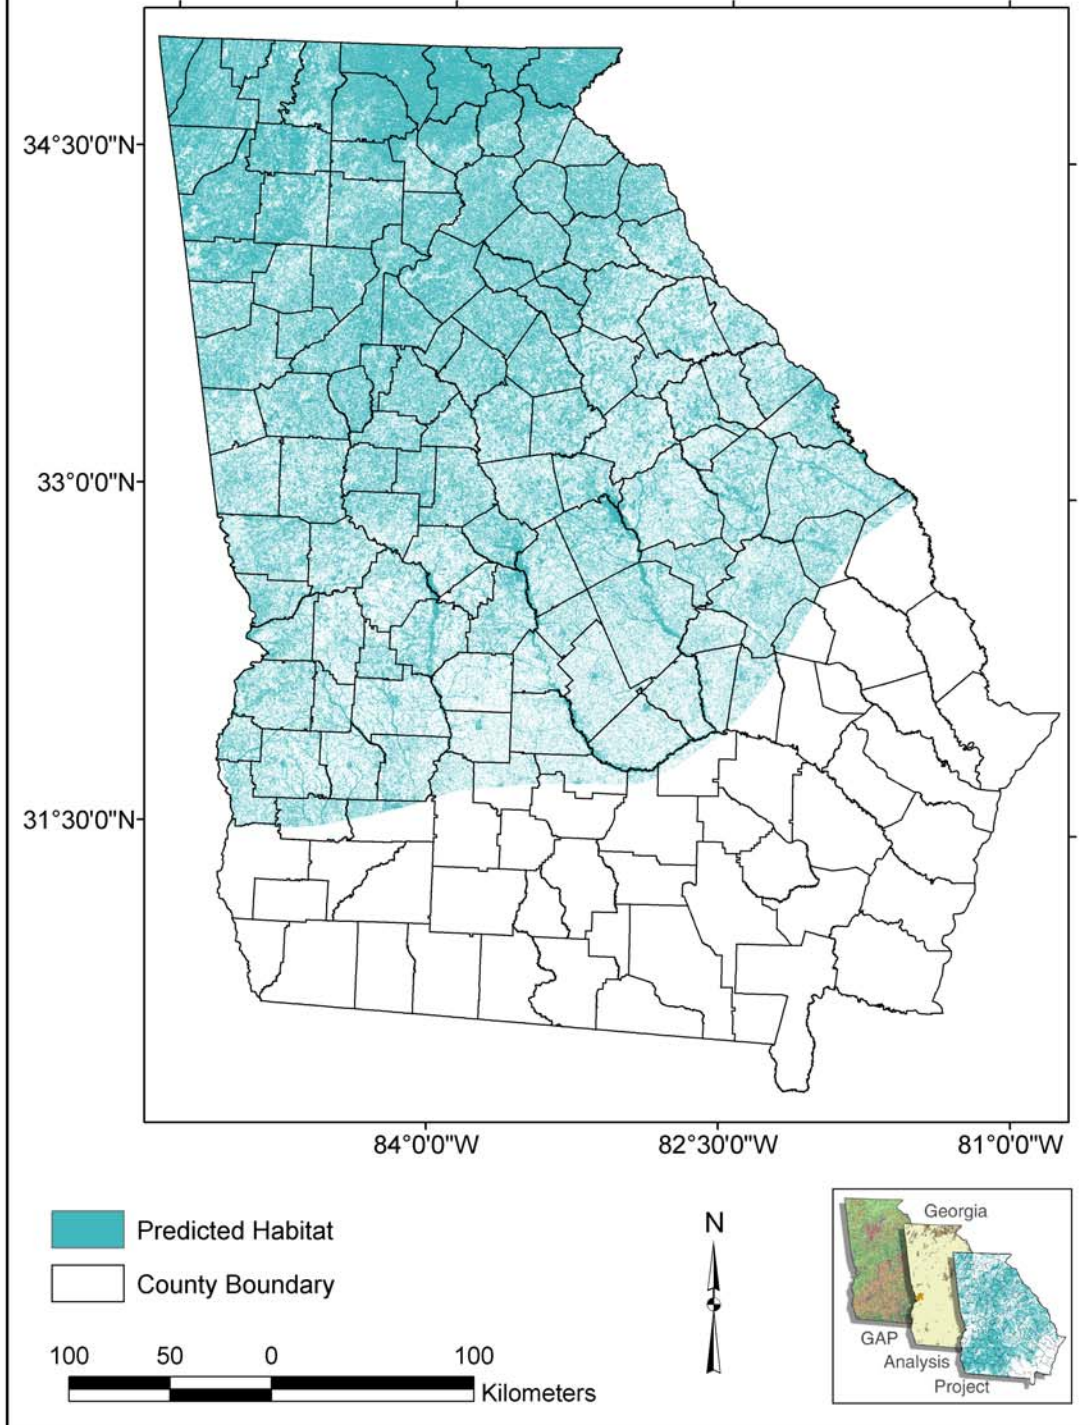 34°30'0"N
33°0'0"N
31°30'0"N
84°0'0"W
82°30'0"W
81°0'0"W
Predicted Habitat
County Boundary
100
50
0
100
Kilometers
N
Georgia
GAP
Analysis
Project